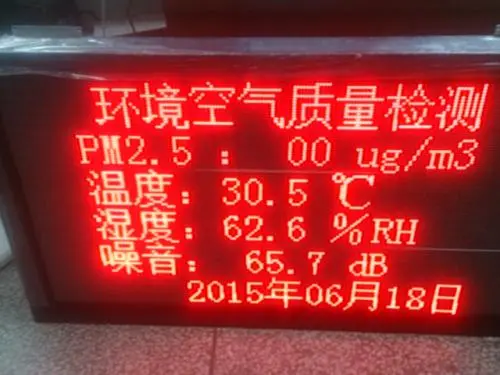 环境空气质量检测
PM2.5 : 00 ug/m3
温度: 30.5 ℃
湿度: 62.6 %RH
噪音: 65.7 dB
2015年06月18日